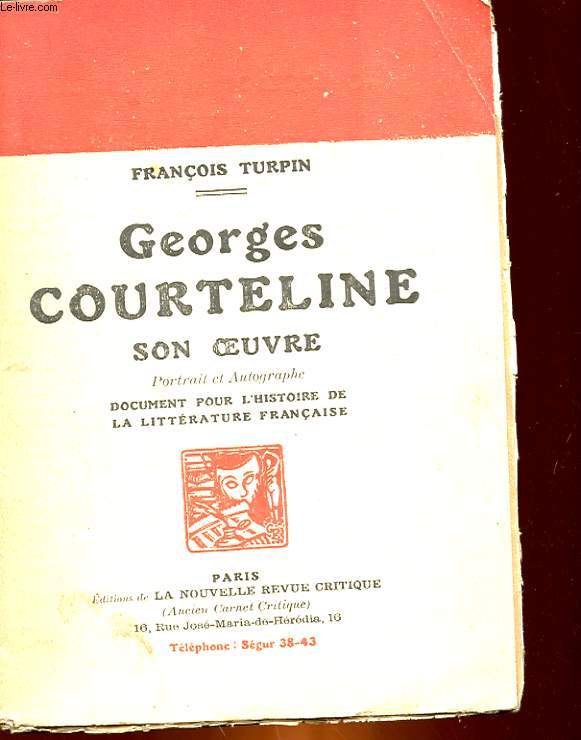 Le-livre.com
FRANÇOIS TURPIN
Georges
COURTELINE
SON ŒUVRE
Portrait et Autographe
DOCUMENT POUR L'HISTOIRE DE
LA LITTÉRATURE FRANÇAISE
PARIS
Éditions de LA NOUVELLE REVUE CRITIQUE
(Ancien Carnet Critique)
16, Rue José-Maria-de-Hérédia, 16
Téléphone : Ségur 38-43